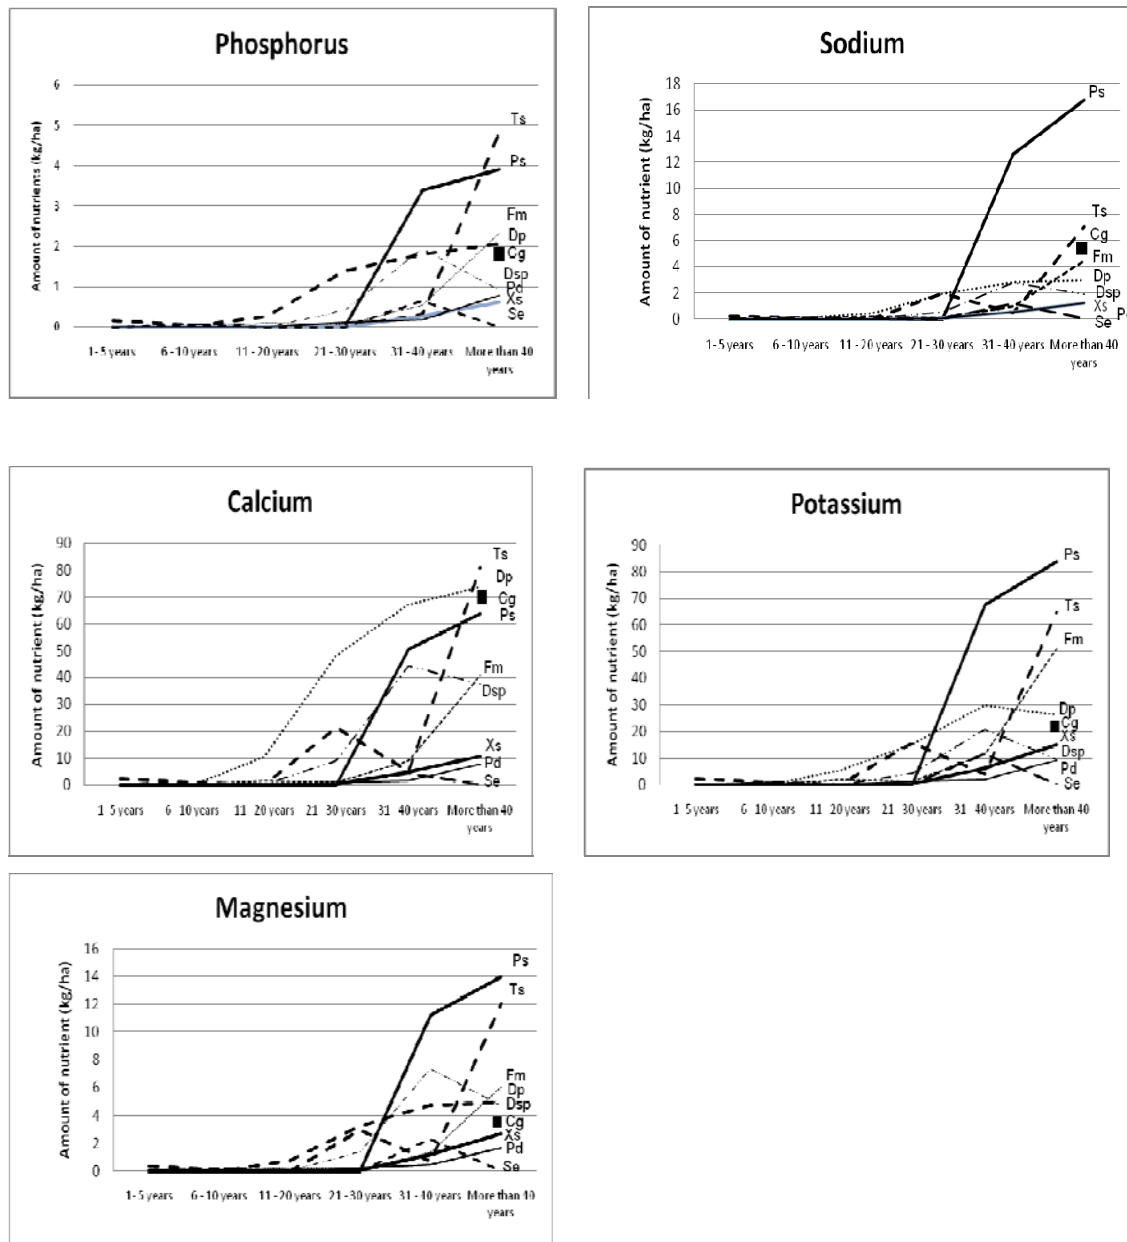 Phosphorus
Amount of nutrients (kg/ha)
6
5
4
3
2
1
0
Ts
Ps
Fm
Dp
Cg
Dsp
Pd
Xs
Se
1- 5 years 6 - 10 years 11 - 20 years 21 - 30 years 31 - 40 years More than 40
years
Sodium
Amount of nutrient (kg/ha)
18
16
14
12
10
8
6
4
2
0
Ps
Ts
Cg
Fm
Dp
Dsp
Xs
Se
1 - 5 years 6 - 10 years 11 - 20 years 21 - 30 years 31 - 40 years More than 40
years
Calcium
Amount of nutrient (kg/ha)
90
80
70
60
50
40
30
20
10
0
Ts
Dp
Cg
Ps
Fm
Dsp
Xs
Pd
Se
1 5 years 6 10 years 11 20 years 21 30 years 31 40 years More than 40
years
Potassium
Amount of nutrient (kg/ha)
90
80
70
60
50
40
30
20
10
0
Ps
Ts
Fm
Dp
Cg
Xs
Dsp
Pd
Se
1 5 years 6 10 years 11 20 years 21 30 years 31 40 years More than 40
years
Magnesium
Amount of nutrient (kg/ha)
16
14
12
10
8
6
4
2
0
Ps
Ts
Fm
Dp
Dsp
Cg
Xs
Pd
Se
1 - 5 years 6 - 10 years 11 - 20 years 21 - 30 years 31 - 40 years More than 40
years